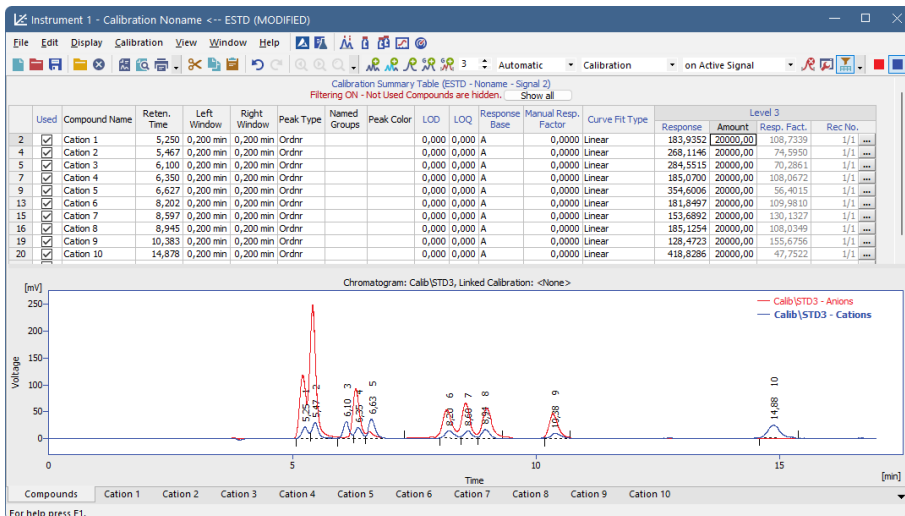 Instrument 1 - Calibration Noname <-- ESTD (MODIFIED)
File Edit Display Calibration View Window Help
3 Automatic Calibration on Active Signal
Calibration Summary Table (ESTD - Noname - Signal 2)
Filtering ON - Not Used Compounds are hidden. Show all
Used Compound Name Reten. Time Left Window Right Window Peak Type Named Groups Peak Color LOD LOQ Response Base Manual Resp. Factor Curve Fit Type Level 3
Response Amount Resp. Fact. Rec No.
2 Cation 1 5,250 0,200 min 0,200 min Ordnr 0,000 0,000 A 0,0000 Linear 183,9352 20000,00 108,7339 1/1 ...
4 Cation 2 5,467 0,200 min 0,200 min Ordnr 0,000 0,000 A 0,0000 Linear 268,1146 20000,00 74,5950 1/1 ...
5 Cation 3 6,100 0,200 min 0,200 min Ordnr 0,000 0,000 A 0,0000 Linear 284,5515 20000,00 70,2861 1/1 ...
7 Cation 4 6,350 0,200 min 0,200 min Ordnr 0,000 0,000 A 0,0000 Linear 185,0700 20000,00 108,0672 1/1 ...
9 Cation 5 6,627 0,200 min 0,200 min Ordnr 0,000 0,000 A 0,0000 Linear 354,6006 20000,00 56,4015 1/1 ...
13 Cation 6 8,202 0,200 min 0,200 min Ordnr 0,000 0,000 A 0,0000 Linear 181,8497 20000,00 109,9810 1/1 ...
15 Cation 7 8,597 0,200 min 0,200 min Ordnr 0,000 0,000 A 0,0000 Linear 153,6892 20000,00 130,1327 1/1 ...
16 Cation 8 8,945 0,200 min 0,200 min Ordnr 0,000 0,000 A 0,0000 Linear 185,1254 20000,00 108,0349 1/1 ...
19 Cation 9 10,383 0,200 min 0,200 min Ordnr 0,000 0,000 A 0,0000 Linear 128,4723 20000,00 155,6756 1/1 ...
20 Cation 10 14,878 0,200 min 0,200 min Ordnr 0,000 0,000 A 0,0000 Linear 418,8286 20000,00 47,7522 1/1 ...
Chromatogram: Calib\STD3, Linked Calibration: <None>
[mV]
Calib\STD3 - Anions
Calib\STD3 - Cations
250
200
150
100
50
0
Voltage
5,25 1
5,47 2
6,10 3
6,35 4
6,63 5
8,20 6
8,60 7
8,94 8
10,38 9
14,88 10
0 5 10 15
Time [min]
Compounds Cation 1 Cation 2 Cation 3 Cation 4 Cation 5 Cation 6 Cation 7 Cation 8 Cation 9 Cation 10
For help press F1.